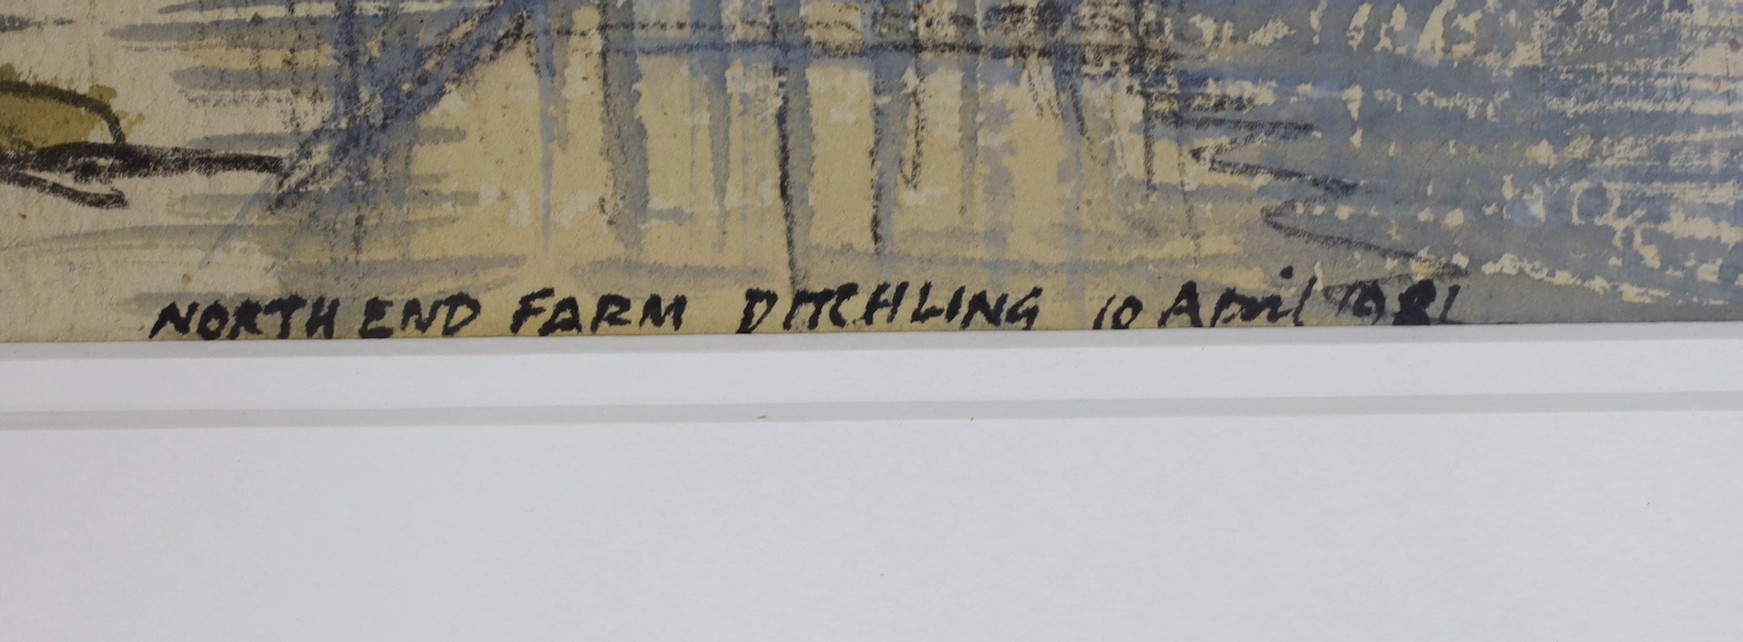 NORTH END FARM DITCHLING 10 April 1981